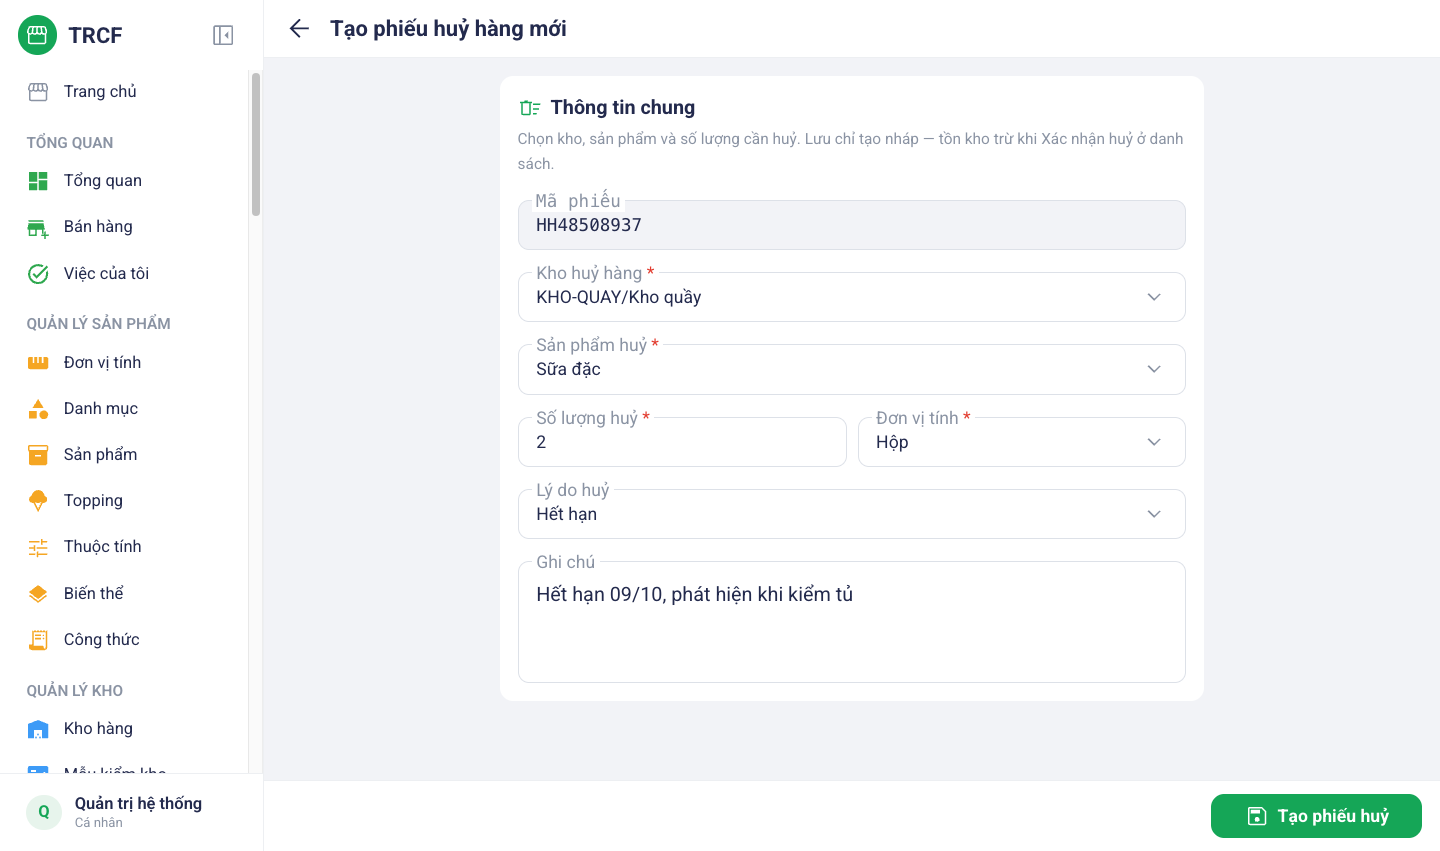 TRCF
Trang chủ
TỔNG QUAN
Tổng quan
Bán hàng
Việc của tôi
QUẢN LÝ SẢN PHẨM
Đơn vị tính
Danh mục
Sản phẩm
Topping
Thuộc tính
Biến thể
Công thức
QUẢN LÝ KHO
Kho hàng
Mẫu kiểm kho
Q
Quản trị hệ thống
Cá nhân
Tạo phiếu huỷ hàng mới
Thông tin chung
Chọn kho, sản phẩm và số lượng cần huỷ. Lưu chỉ tạo nháp — tồn kho trừ khi Xác nhận huỷ ở danh
sách.
Mã phiếu
HH48508937
Kho huỷ hàng *
KHO-QUAY/Kho quầy
Sản phẩm huỷ *
Sữa đặc
Số lượng huỷ *
2
Đơn vị tính *
Hộp
Lý do huỷ
Hết hạn
Ghi chú
Hết hạn 09/10, phát hiện khi kiểm tủ
Tạo phiếu huỷ